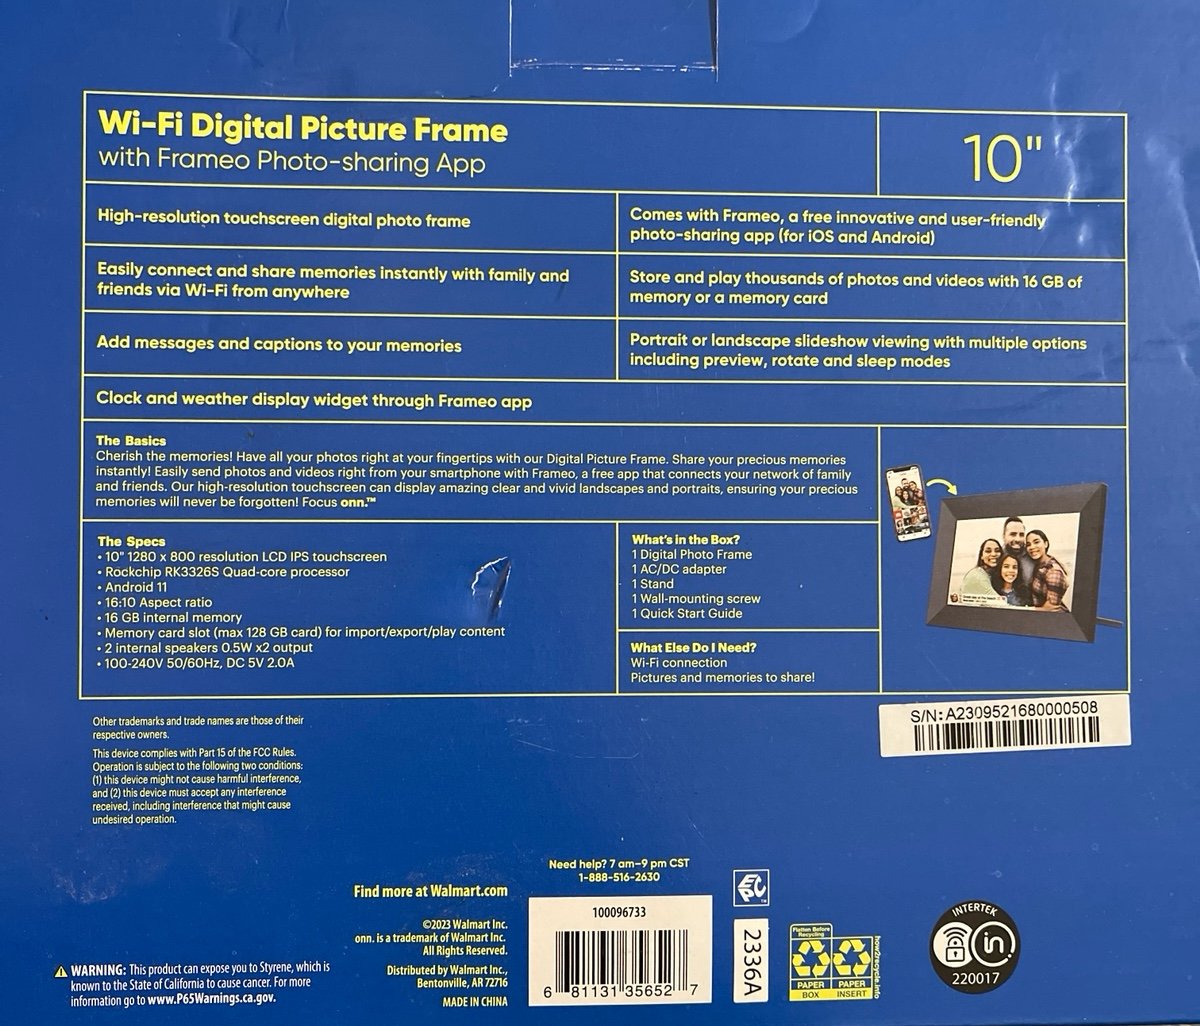 Wi-Fi Digital Picture Frame
with Frameo Photo-sharing App
10"
High-resolution touchscreen digital photo frame
Comes with Frameo, a free innovative and user-friendly
photo-sharing app (for iOS and Android)
Easily connect and share memories instantly with family and
friends via Wi-Fi from anywhere
Store and play thousands of photos and videos with 16 GB of
memory or a memory card
Add messages and captions to your memories
Portrait or landscape slideshow viewing with multiple options
including preview, rotate and sleep modes
Clock and weather display widget through Frameo app
The Basics
Cherish the memories! Have all your photos right at your fingertips with our Digital Picture Frame. Share your precious memories
instantly! Easily send photos and videos right from your smartphone with Frameo, a free app that connects your network of family
and friends. Our high-resolution touchscreen can display amazing clear and vivid landscapes and portraits, ensuring your precious
memories will never be forgotten! Focus onn.™
The Specs
• 10" 1280 x 800 resolution LCD IPS touchscreen
• Rockchip RK3326S Quad-core processor
• Android 11
• 16:10 Aspect ratio
• 16 GB internal memory
• Memory card slot (max 128 GB card) for import/export/play content
• 2 internal speakers 0.5W x2 output
• 100-240V 50/60Hz, DC 5V 2.0A
What's in the Box?
1 Digital Photo Frame
1 AC/DC adapter
1 Stand
1 Wall-mounting screw
1 Quick Start Guide
What Else Do I Need?
Wi-Fi connection
Pictures and memories to share!
S/N: A2309521680000508
Other trademarks and trade names are those of their
respective owners.
This device complies with Part 15 of the FCC Rules.
Operation is subject to the following two conditions:
(1) this device might not cause harmful interference,
and (2) this device must accept any interference
received, including interference that might cause
undesired operation.
Need help? 7 am–9 pm CST
1-888-516-2630
Find more at Walmart.com
©2023 Walmart Inc.
onn. is a trademark of Walmart Inc.
All Rights Reserved.
Distributed by Walmart Inc.,
Bentonville, AR 72716
MADE IN CHINA
⚠ WARNING: This product can expose you to Styrene, which is
known to the State of California to cause cancer. For more
information go to www.P65Warnings.ca.gov.
100096733
6 81131 35652 7
EPC™
2336A
Flatten Before
Recycling
PAPER
BOX
PAPER
INSERT
how2recycle.info
INTERTEK
in
220017